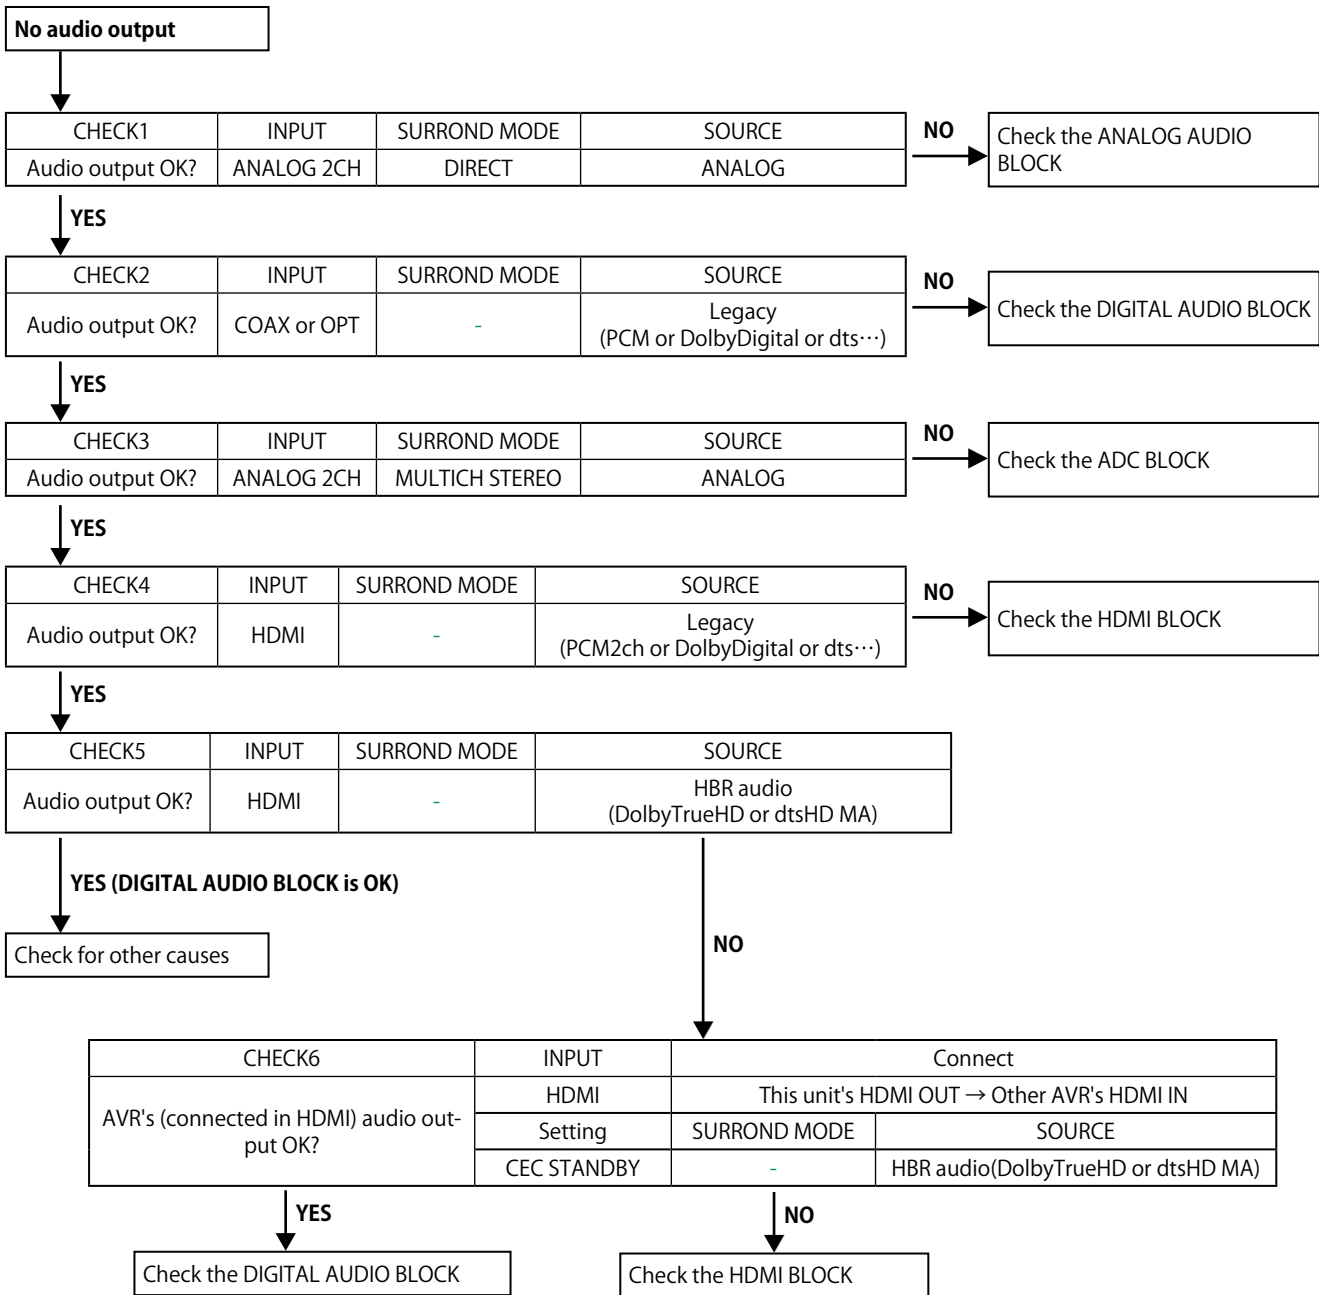 No audio output
CHECK1 INPUT SURROND MODE SOURCE
Audio output OK? ANALOG 2CH DIRECT ANALOG
NO
Check the ANALOG AUDIO
BLOCK
YES
CHECK2 INPUT SURROND MODE SOURCE
Audio output OK? COAX or OPT - Legacy
(PCM or DolbyDigital or dts⋯)
NO
Check the DIGITAL AUDIO BLOCK
YES
CHECK3 INPUT SURROND MODE SOURCE
Audio output OK? ANALOG 2CH MULTICH STEREO ANALOG
NO
Check the ADC BLOCK
YES
CHECK4 INPUT SURROND MODE SOURCE
Audio output OK? HDMI - Legacy
(PCM2ch or DolbyDigital or dts⋯)
NO
Check the HDMI BLOCK
YES
CHECK5 INPUT SURROND MODE SOURCE
Audio output OK? HDMI - HBR audio
(DolbyTrueHD or dtsHD MA)
YES (DIGITAL AUDIO BLOCK is OK)
Check for other causes
NO
CHECK6 INPUT Connect
AVR's (connected in HDMI) audio out-
put OK?
HDMI This unit's HDMI OUT → Other AVR's HDMI IN
Setting SURROND MODE SOURCE
CEC STANDBY - HBR audio(DolbyTrueHD or dtsHD MA)
YES
Check the DIGITAL AUDIO BLOCK
NO
Check the HDMI BLOCK